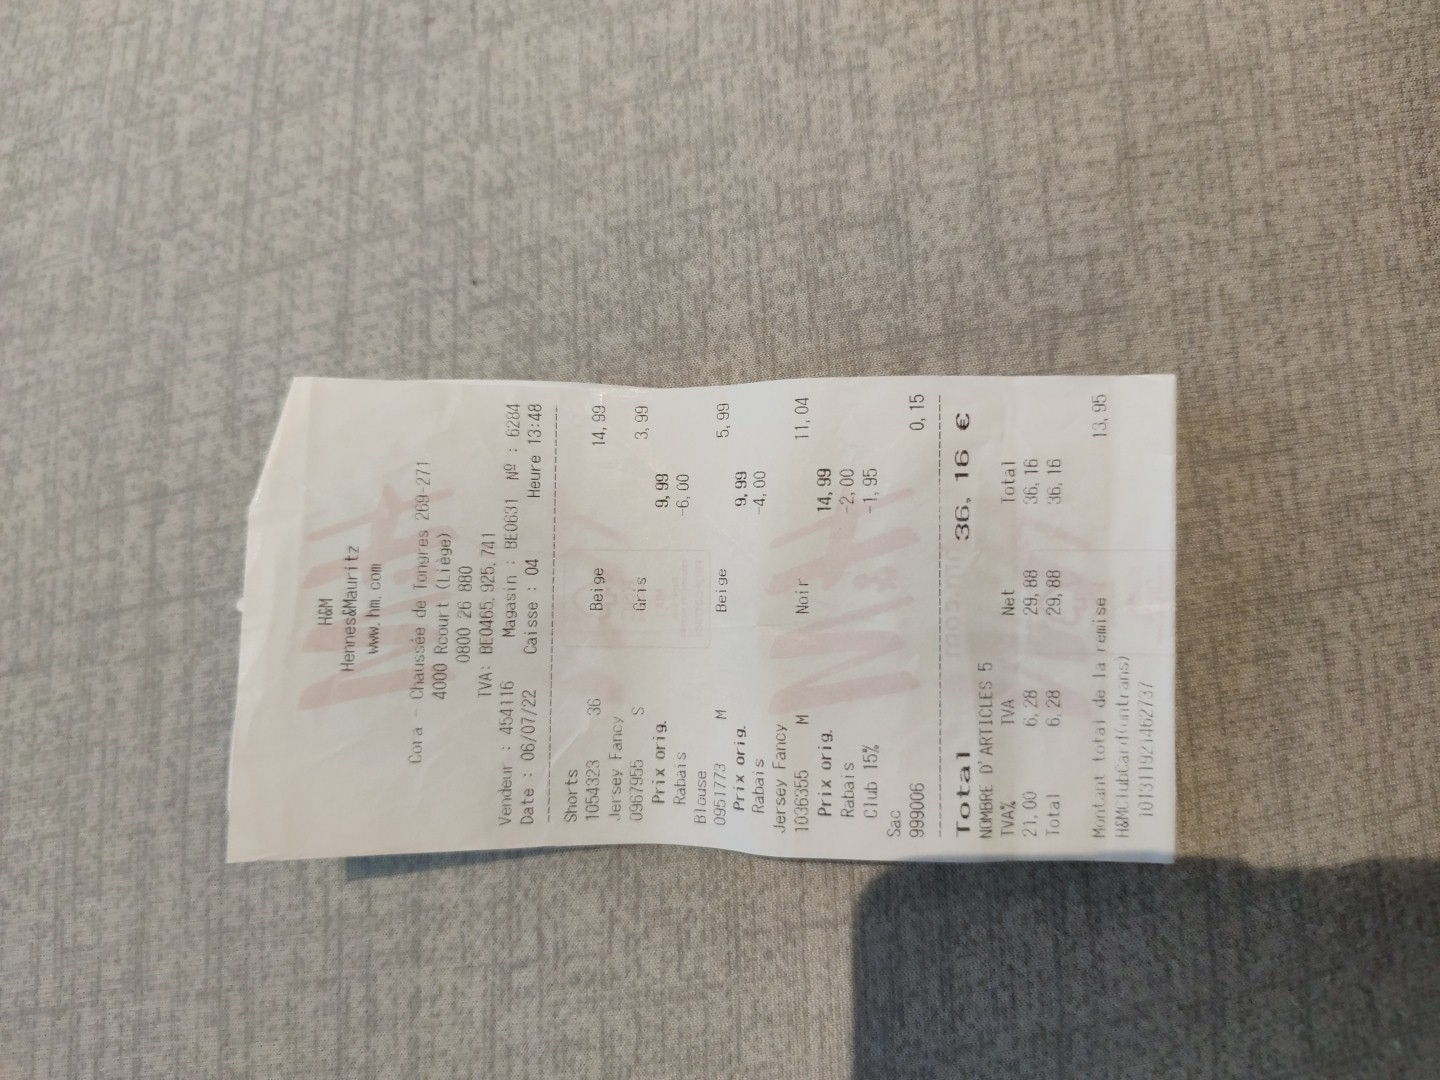 H&M
Hennes&Mauritz
www.hm.com
Cora - Chaussée de Tongres 269-271
4000 Rcourt (Liège)
0800 26 880
TVA: BE0465.925.741
Vendeur : 454116 Magasin : BE0631 Nº : 6284
Date : 06/07/22 Caisse : 04 Heure 13:48
Shorts
1054323 36 Beige 14,99
Jersey Fancy
0967955 S Gris 3,99
Prix orig. 9,99
Rabais -6,00
Blouse
0951773 M Beige 5,99
Prix orig. 9,99
Rabais -4,00
Jersey Fancy
1036355 M Noir 11,04
Prix orig. 14,99
Rabais -2,00
Club 15% -1,95
Sac
999006 0,15
Total 36,16 €
NOMBRE D'ARTICLES 5
TVA% TVA Net Total
21,00 6,28 29,88 36,16
Total 6,28 29,88 36,16
Montant total de la remise 13,95